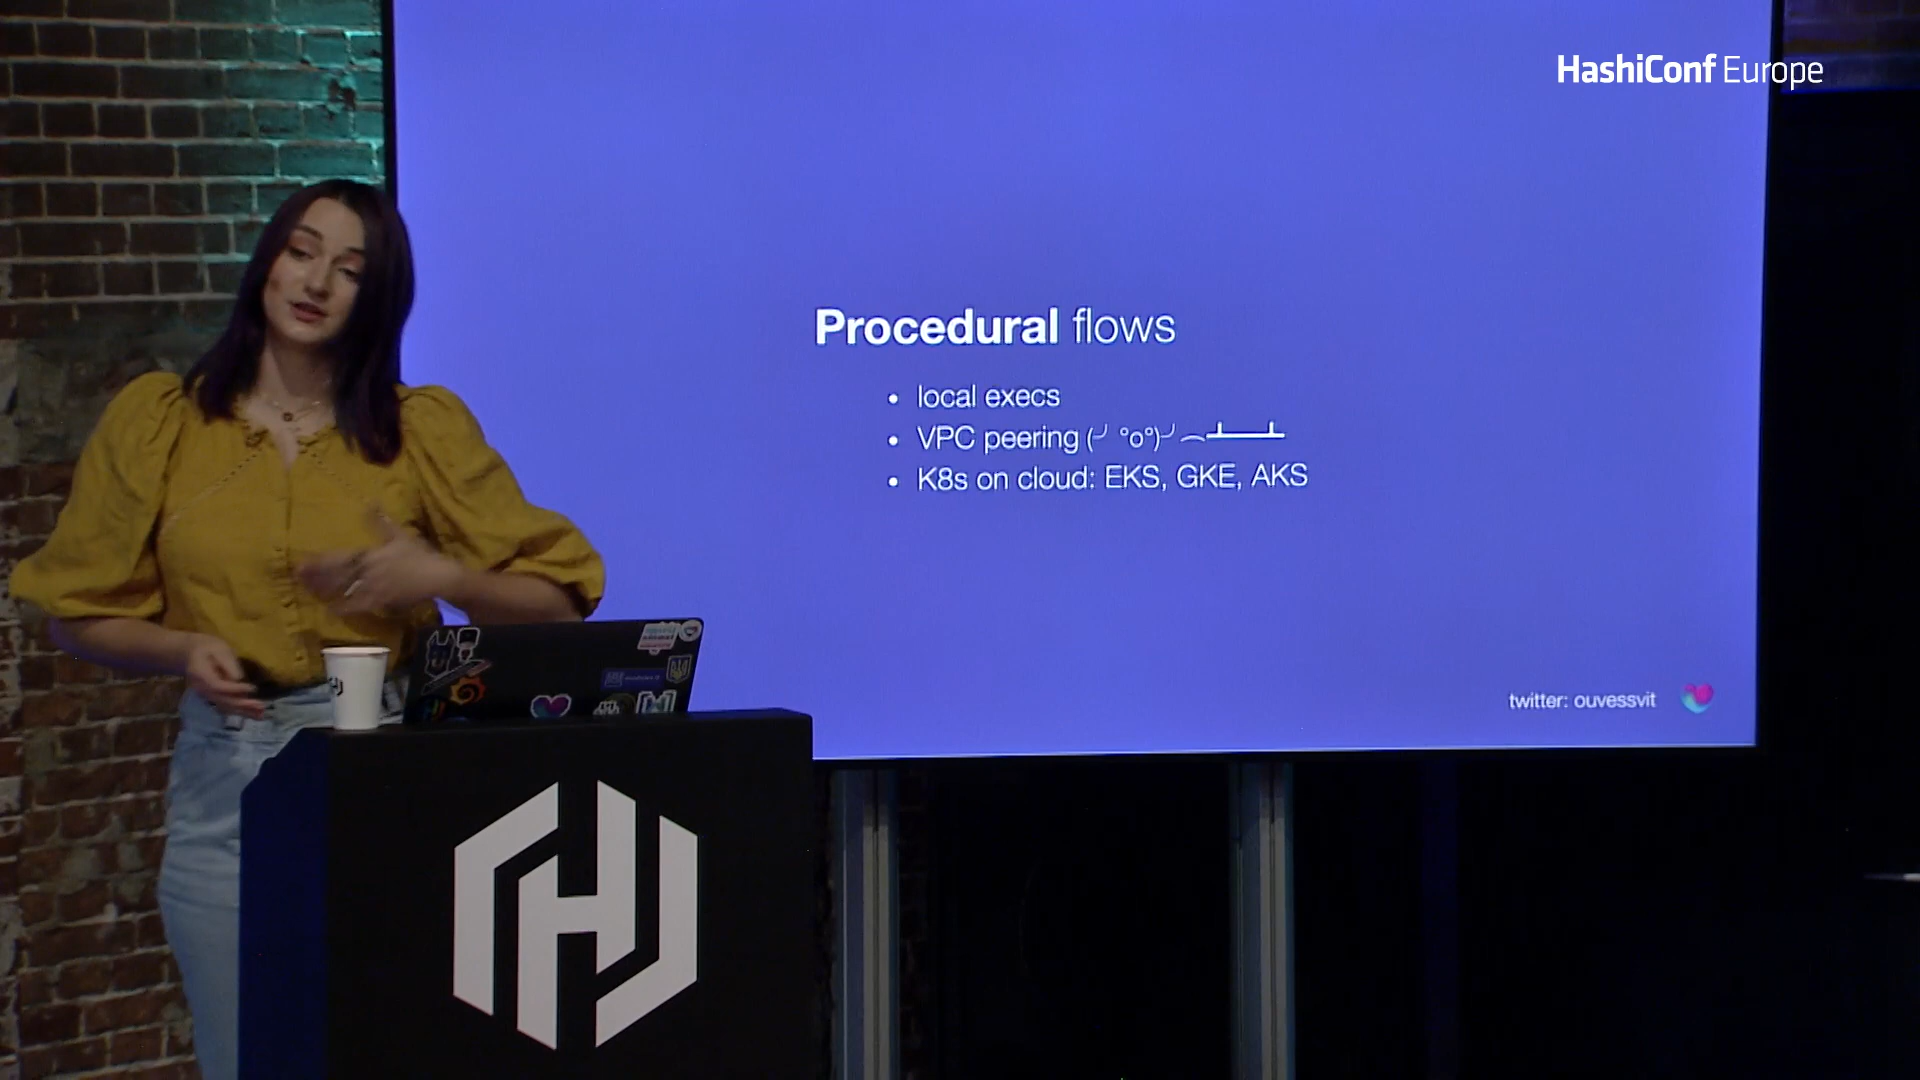 HashiConf Europe
Procedural flows
• local execs
• VPC peering (╯°o°)╯︵┻━┻
• K8s on cloud: EKS, GKE, AKS
twitter: ouvessvit